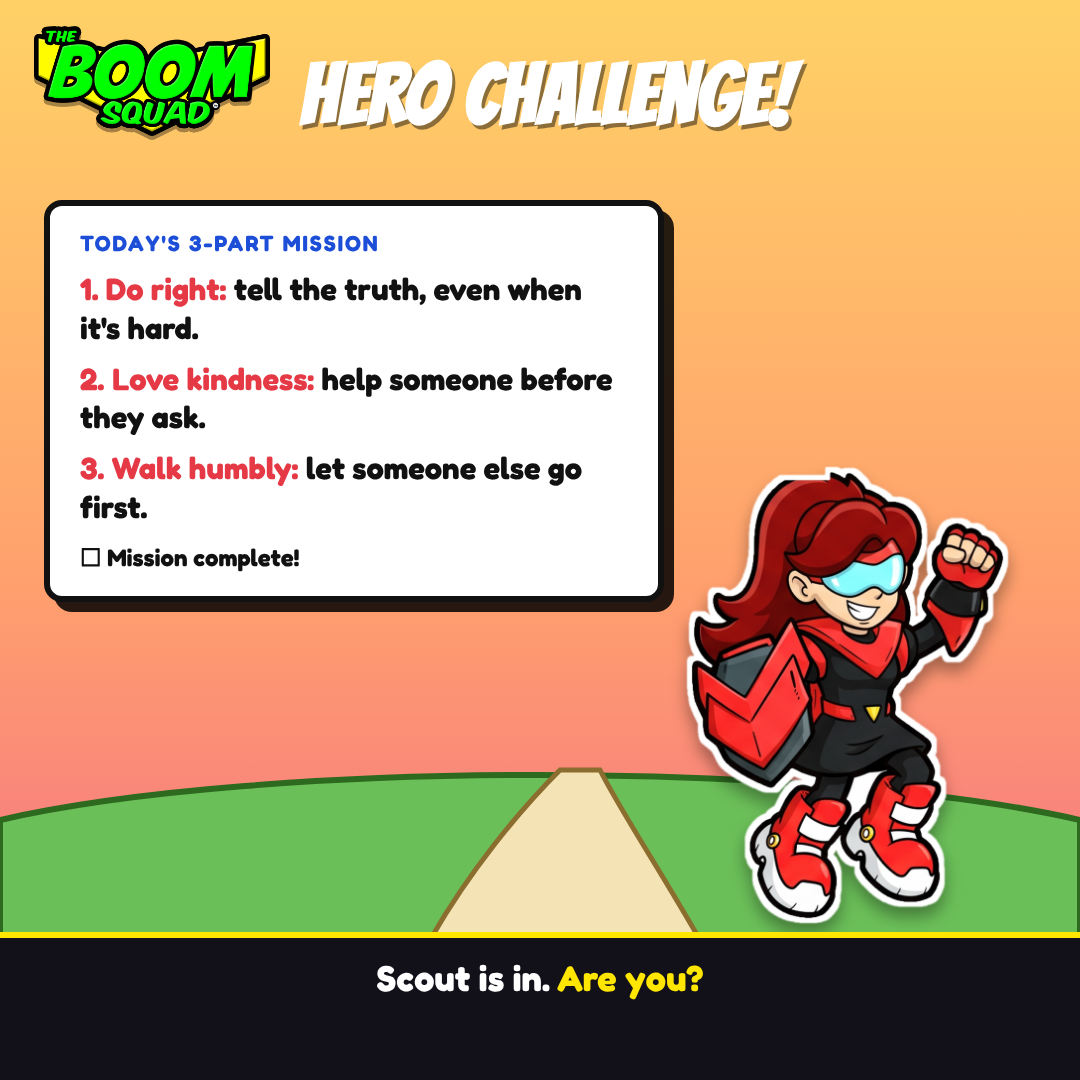 THE
BOOM
SQUAD
HERO CHALLENGE!
TODAY'S 3-PART MISSION
1. Do right: tell the truth, even when
it's hard.
2. Love kindness: help someone before
they ask.
3. Walk humbly: let someone else go
first.
☐ Mission complete!
Scout is in. Are you?